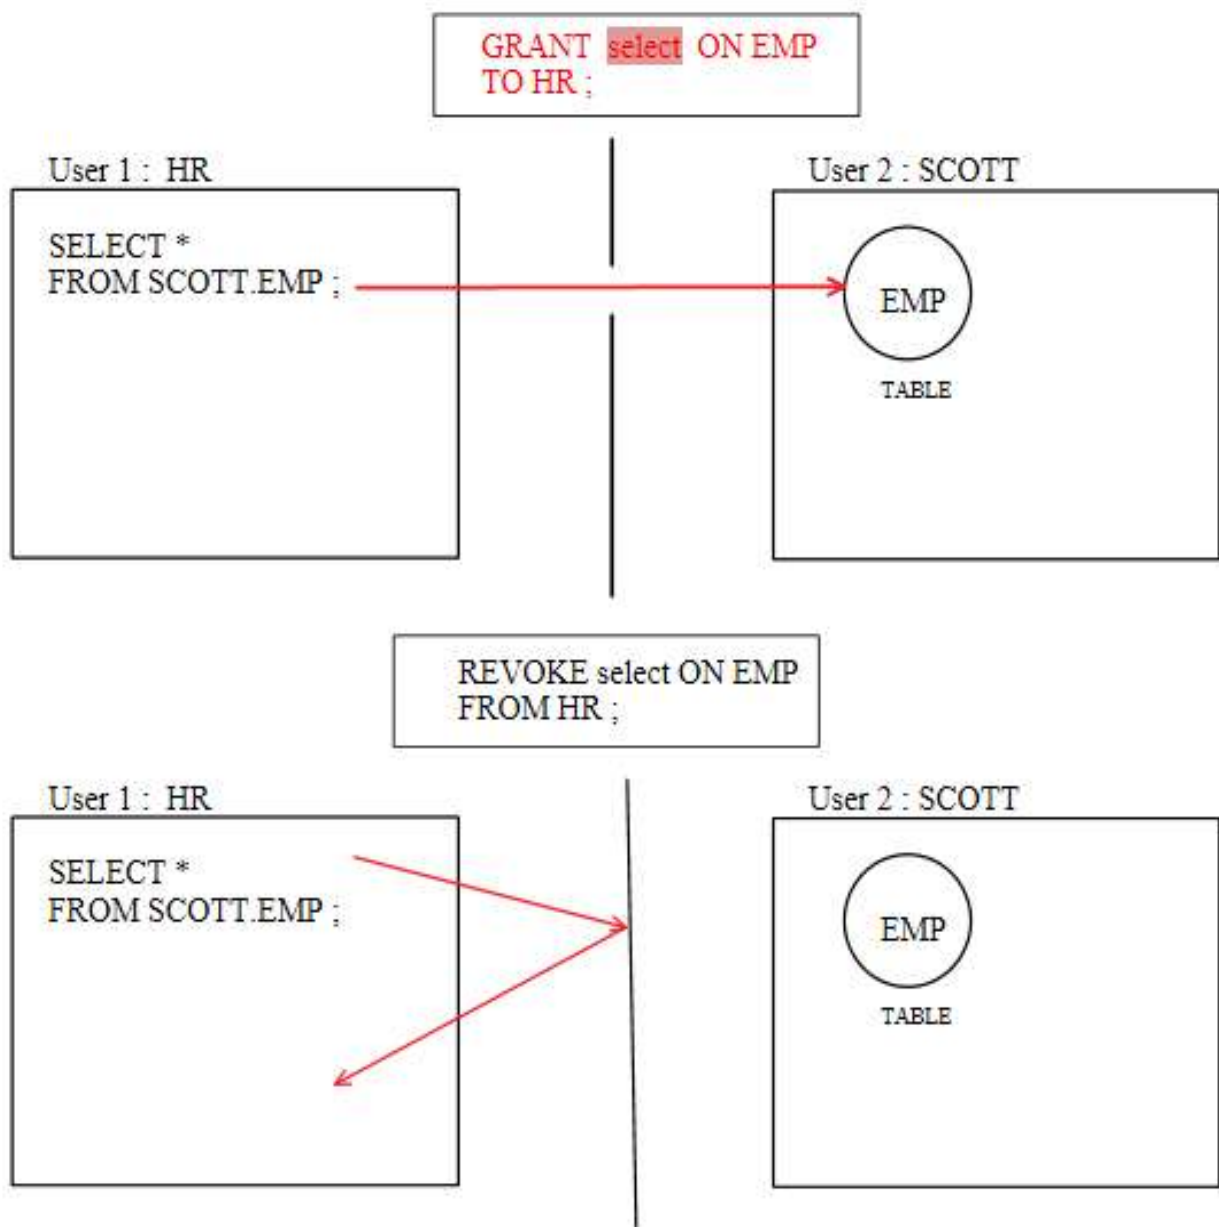 GRANT select ON EMP
TO HR ;
User 1 : HR
User 2 : SCOTT
SELECT *
FROM SCOTT.EMP ;
EMP
TABLE
REVOKE select ON EMP
FROM HR ;
User 1 : HR
User 2 : SCOTT
SELECT *
FROM SCOTT.EMP ;
EMP
TABLE